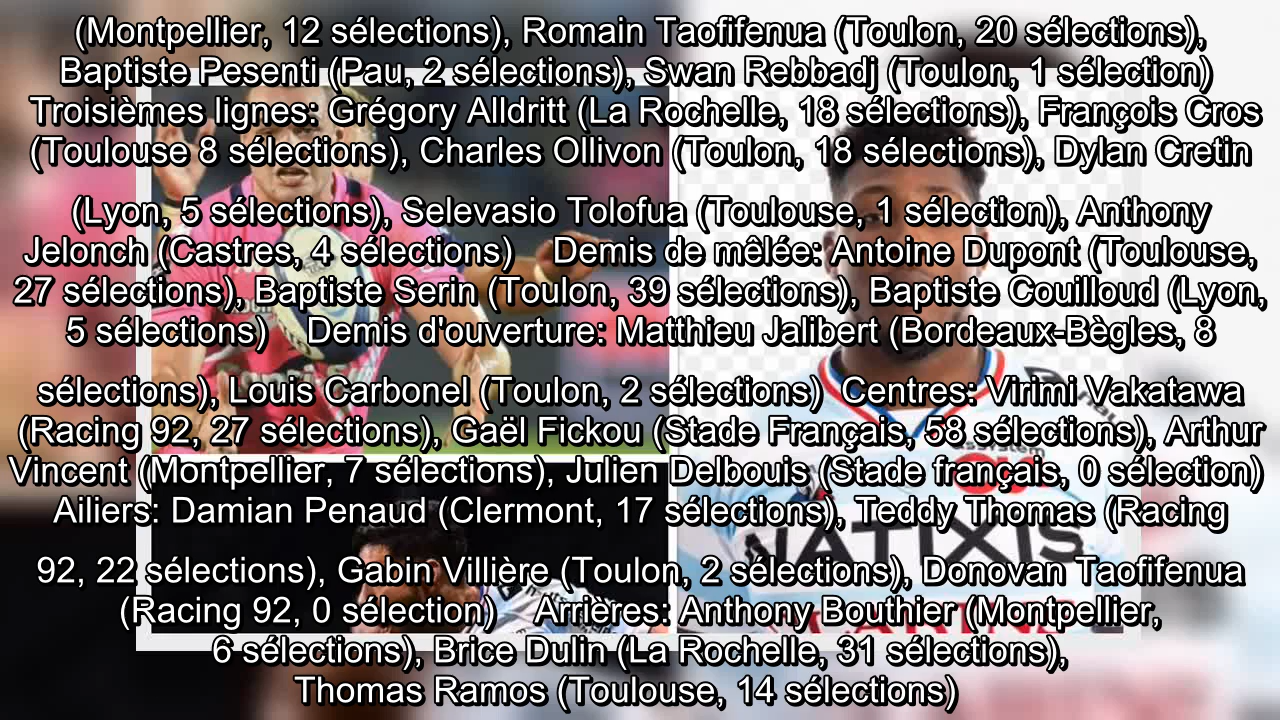 (Montpellier, 12 sélections), Romain Taofifenua (Toulon, 20 sélections),
Baptiste Pesenti (Pau, 2 sélections), Swan Rebbadj (Toulon, 1 sélection)
Troisièmes lignes: Grégory Alldritt (La Rochelle, 18 sélections), François Cros
(Toulouse 8 sélections), Charles Ollivon (Toulon, 18 sélections), Dylan Cretin
(Lyon, 5 sélections), Selevasio Tolofua (Toulouse, 1 sélection), Anthony
Jelonch (Castres, 4 sélections) Demis de mêlée: Antoine Dupont (Toulouse,
27 sélections), Baptiste Serin (Toulon, 39 sélections), Baptiste Couilloud (Lyon,
5 sélections) Demis d'ouverture: Matthieu Jalibert (Bordeaux-Bègles, 8
sélections), Louis Carbonel (Toulon, 2 sélections) Centres: Virimi Vakatawa
(Racing 92, 27 sélections), Gaël Fickou (Stade Français, 58 sélections), Arthur
Vincent (Montpellier, 7 sélections), Julien Delbouis (Stade français, 0 sélection)
Ailiers: Damian Penaud (Clermont, 17 sélections), Teddy Thomas (Racing
NATIXIS
92, 22 sélections), Gabin Villière (Toulon, 2 sélections), Donovan Taofifenua
(Racing 92, 0 sélection) Arrières: Anthony Bouthier (Montpellier,
6 sélections), Brice Dulin (La Rochelle, 31 sélections),
Thomas Ramos (Toulouse, 14 sélections)